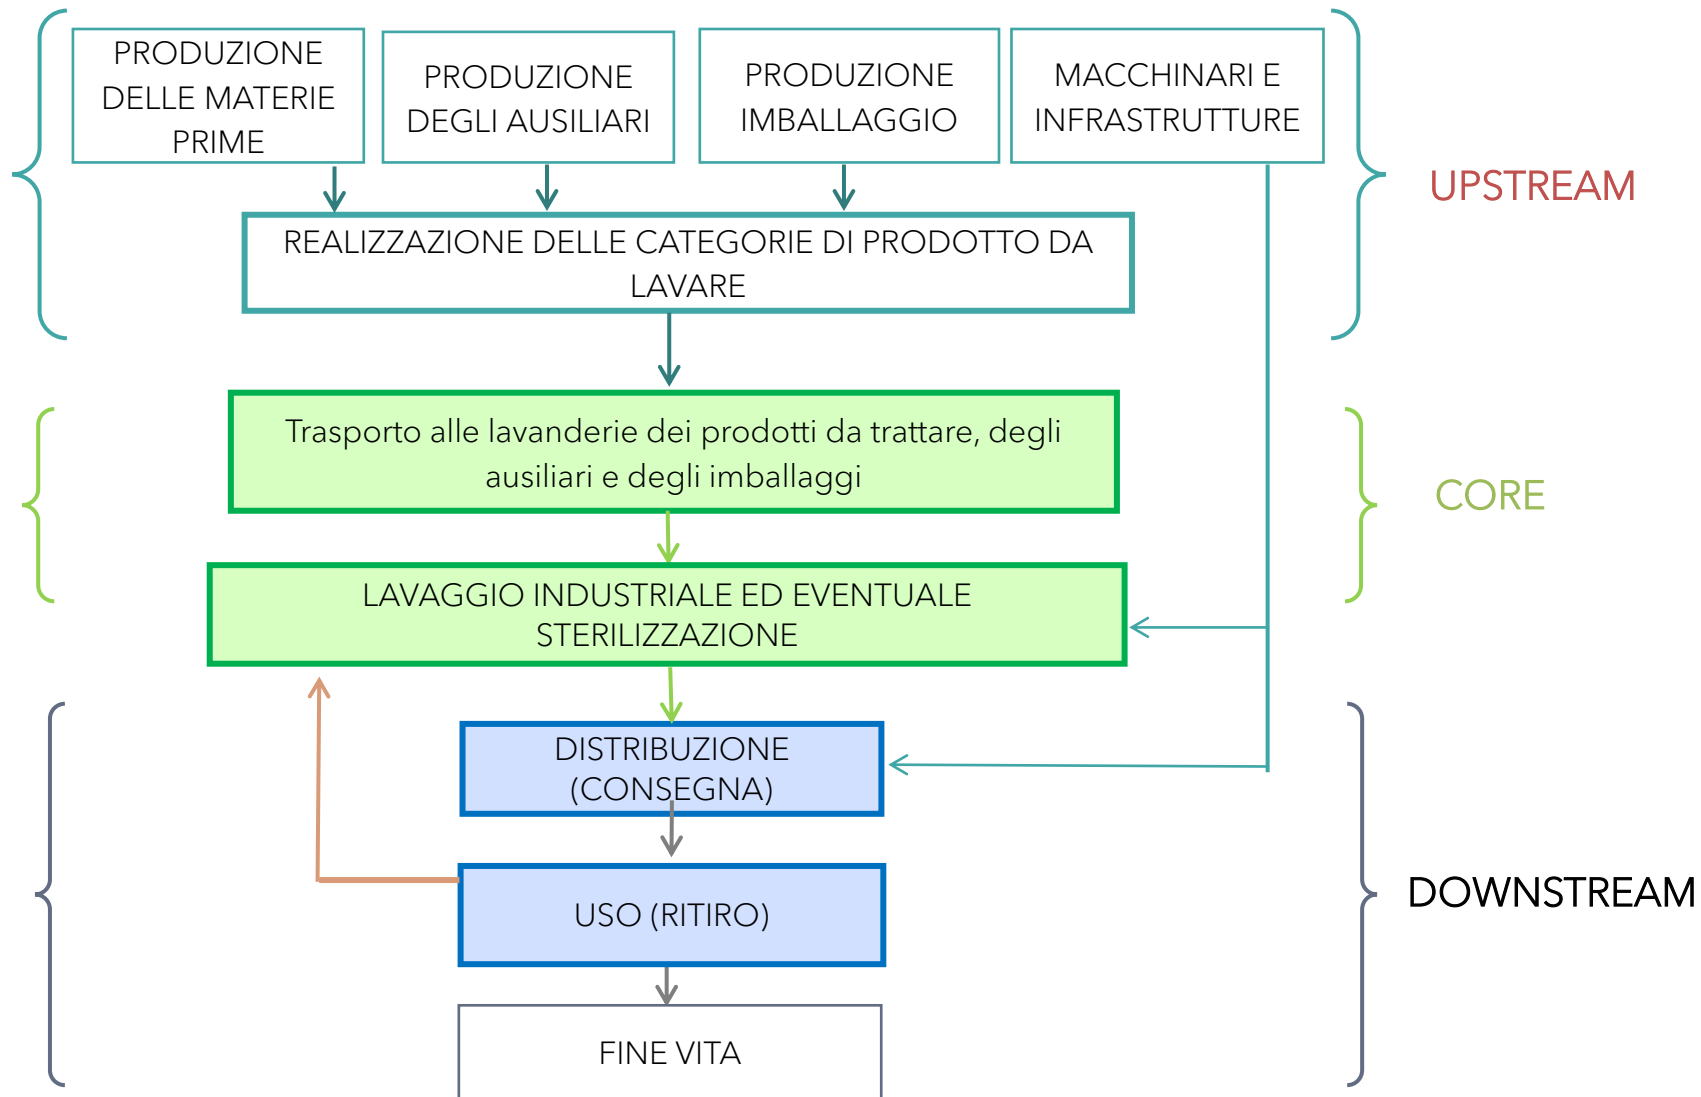 PRODUZIONE
DELLE MATERIE
PRIME
PRODUZIONE
DEGLI AUSILIARI
PRODUZIONE
IMBALLAGGIO
MACCHINARI E
INFRASTRUTTURE
UPSTREAM
REALIZZAZIONE DELLE CATEGORIE DI PRODOTTO DA
LAVARE
Trasporto alle lavanderie dei prodotti da trattare, degli
ausiliari e degli imballaggi
CORE
LAVAGGIO INDUSTRIALE ED EVENTUALE
STERILIZZAZIONE
DISTRIBUZIONE
(CONSEGNA)
USO (RITIRO)
DOWNSTREAM
FINE VITA